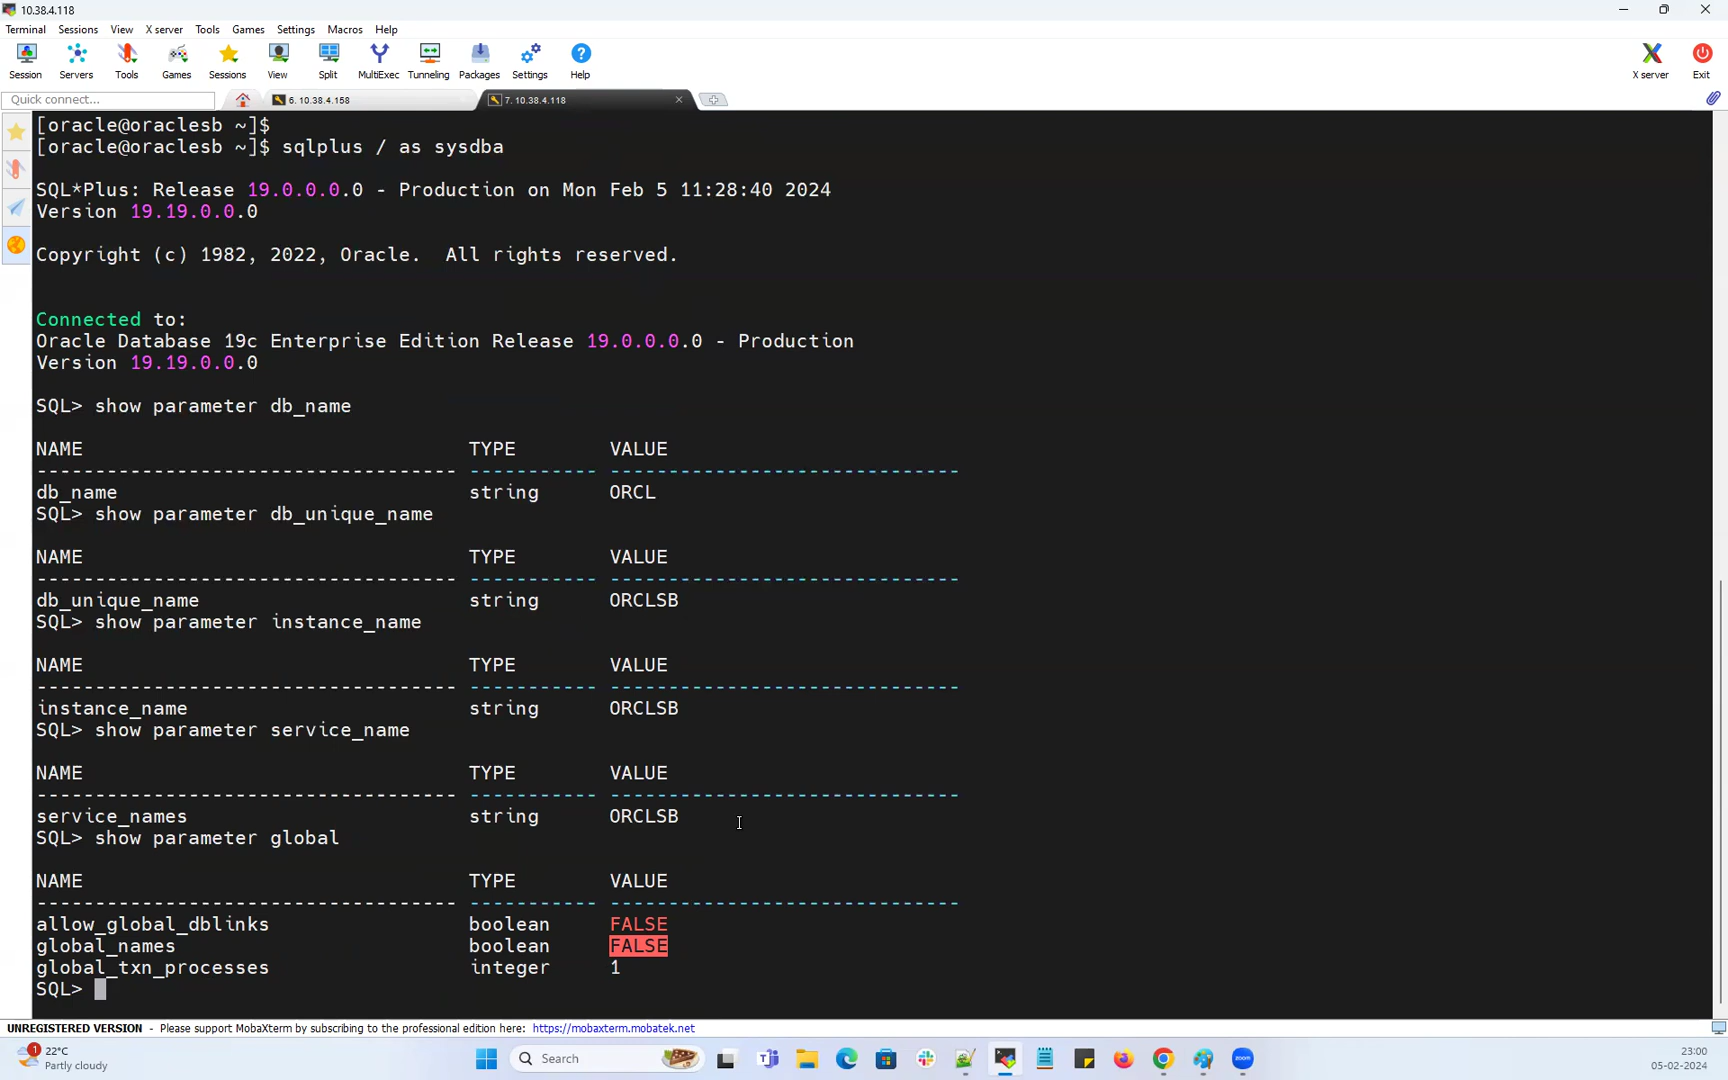 10.38.4.118
Terminal Sessions View X server Tools Games Settings Macros Help
Session Servers Tools Games Sessions View Split MultiExec Tunneling Packages Settings Help X server Exit
Quick connect... 6. 10.38.4.158 7. 10.38.4.118
[oracle@oraclesb ~]$
[oracle@oraclesb ~]$ sqlplus / as sysdba
SQL*Plus: Release 19.0.0.0.0 - Production on Mon Feb 5 11:28:40 2024
Version 19.19.0.0.0
Copyright (c) 1982, 2022, Oracle.  All rights reserved.
Connected to:
Oracle Database 19c Enterprise Edition Release 19.0.0.0.0 - Production
Version 19.19.0.0.0
SQL> show parameter db_name
NAME TYPE VALUE
------------------------------------ ----------- ------------------------------
db_name string ORCL
SQL> show parameter db_unique_name
NAME TYPE VALUE
------------------------------------ ----------- ------------------------------
db_unique_name string ORCLSB
SQL> show parameter instance_name
NAME TYPE VALUE
------------------------------------ ----------- ------------------------------
instance_name string ORCLSB
SQL> show parameter service_name
NAME TYPE VALUE
------------------------------------ ----------- ------------------------------
service_names string ORCLSB
SQL> show parameter global
NAME TYPE VALUE
------------------------------------ ----------- ------------------------------
allow_global_dblinks boolean FALSE
global_names boolean FALSE
global_txn_processes integer 1
SQL>
UNREGISTERED VERSION - Please support MobaXterm by subscribing to the professional edition here: https://mobaxterm.mobatek.net
1 22°C
Partly cloudy
Search
zoom
23:00
05-02-2024